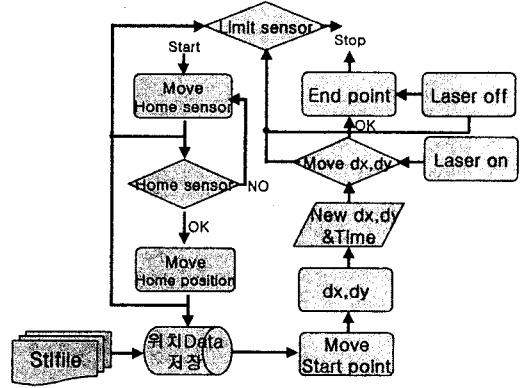 Limit sensor
Start
Stop
Move
Home sensor
End point
Laser off
OK
Home sensor
NO
Move dx,dy
Laser on
OK
New dx,dy
&Time
Move
Home position
dx,dy
Stlfile
위치Data
저장
Move
Start point